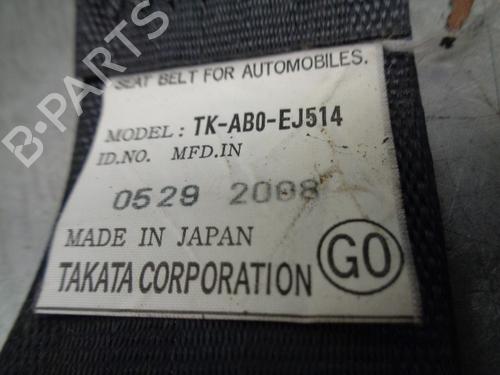 B-PARTS
SEAT BELT FOR AUTOMOBILES.
MODEL: TK-AB0-EJ514
ID.NO. MFD.IN
0529 2008
MADE IN JAPAN
TAKATA CORPORATION GO